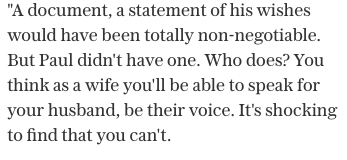 "A document, a statement of his wishes
would have been totally non-negotiable.
But Paul didn't have one. Who does? You
think as a wife you'll be able to speak for
your husband, be their voice. It's shocking
to find that you can't.